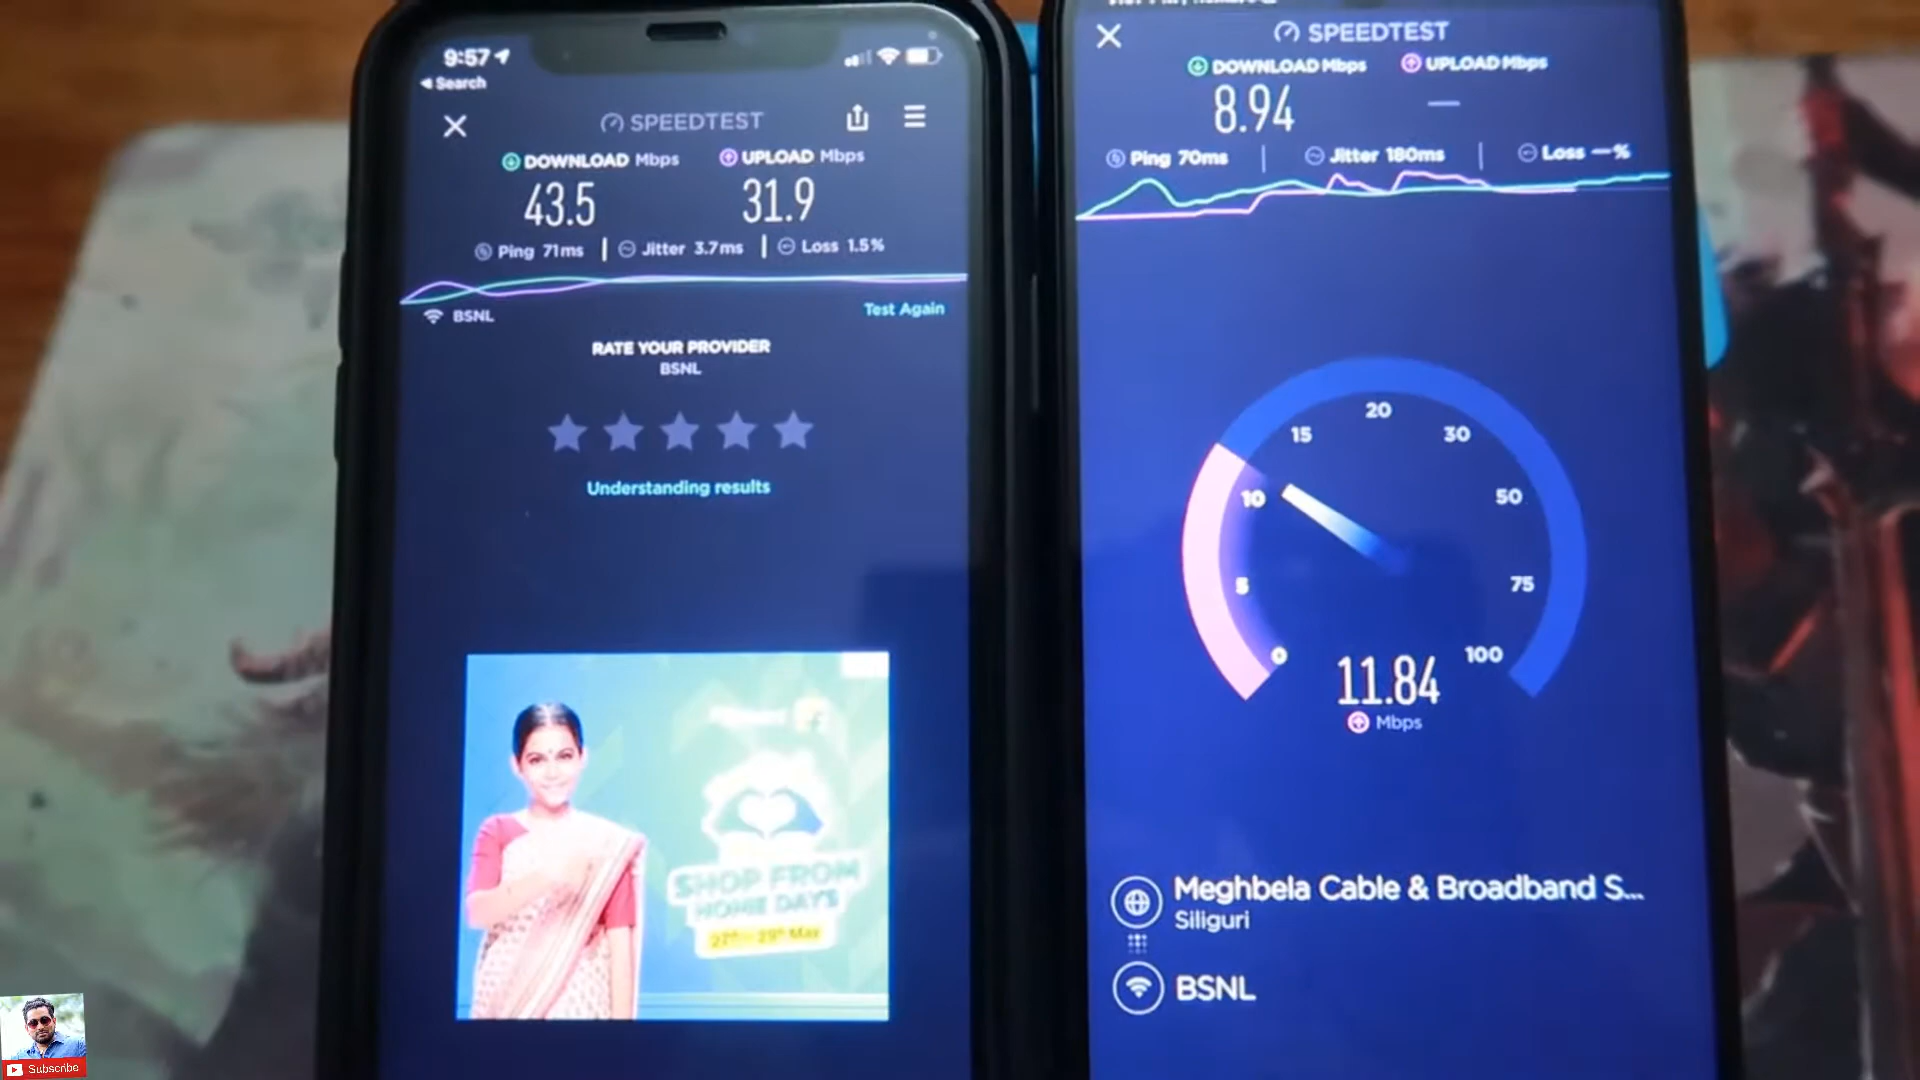 9:57
◀ Search
SPEEDTEST
DOWNLOAD Mbps UPLOAD Mbps
43.5 31.9
Ping 71ms | Jitter 3.7ms | Loss 1.5%
BSNL Test Again
RATE YOUR PROVIDER
BSNL
Understanding results
SHOP FROM
HOME DAYS
27th - 29th May
SPEEDTEST
DOWNLOAD Mbps UPLOAD Mbps
8.94 —
Ping 70ms | Jitter 180ms | Loss —%
0
5
10
15
20
30
50
75
100
11.84
Mbps
Meghbela Cable & Broadband S...
Siliguri
BSNL
Subscribe